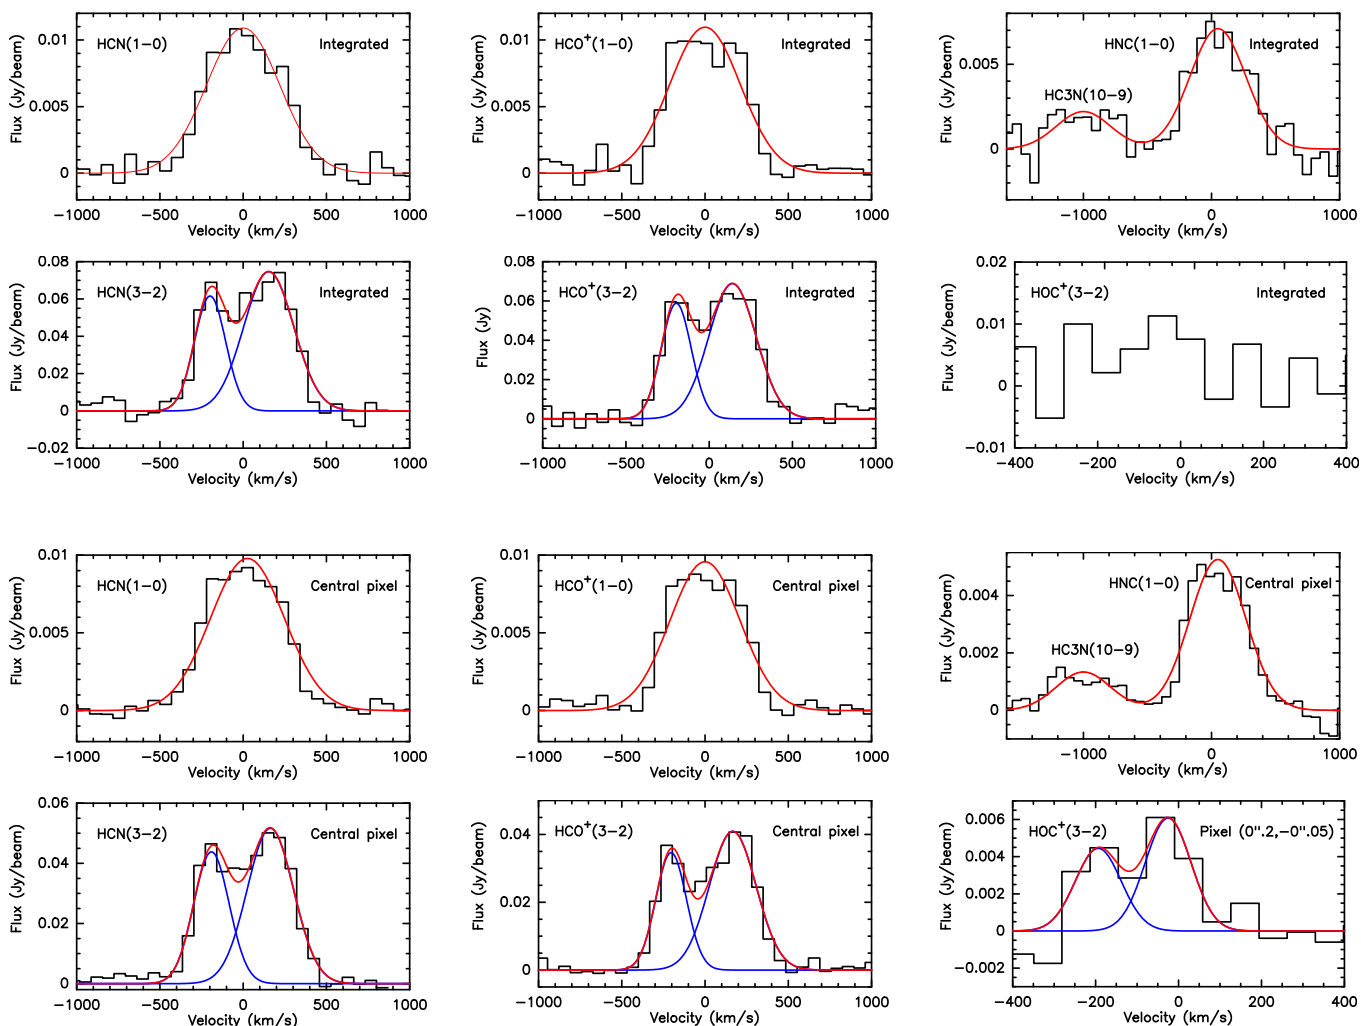 HCN(1−0) Integrated
Flux (Jy/beam)
0.01
0.005
0
−1000 −500 0 500 1000
Velocity (km/s)
HCO+(1−0) Integrated
Flux (Jy/beam)
0.01
0.005
0
−1000 −500 0 500 1000
Velocity (km/s)
HNC(1−0) Integrated
HC3N(10−9)
Flux (Jy/beam)
0.005
0
−1000 0 1000
Velocity (km/s)
HCN(3−2) Integrated
Flux (Jy/beam)
0.08
0.06
0.04
0.02
0
−0.02
−1000 −500 0 500 1000
Velocity (km/s)
HCO+(3−2) Integrated
Flux (Jy)
0.08
0.06
0.04
0.02
0
−1000 −500 0 500 1000
Velocity (km/s)
HOC+(3−2) Integrated
Flux (Jy/beam)
0.02
0.01
0
−0.01
−400 −200 0 200 400
Velocity (km/s)
HCN(1−0) Central pixel
Flux (Jy/beam)
0.01
0.005
0
−1000 −500 0 500 1000
Velocity (km/s)
HCO+(1−0) Central pixel
Flux (Jy/beam)
0.01
0.005
0
−1000 −500 0 500 1000
Velocity (km/s)
HNC(1−0) Central pixel
HC3N(10−9)
Flux (Jy/beam)
0.004
0.002
0
−1000 0 1000
Velocity (km/s)
HCN(3−2) Central pixel
Flux (Jy/beam)
0.06
0.04
0.02
0
−1000 −500 0 500 1000
Velocity (km/s)
HCO+(3−2) Central pixel
Flux (Jy/beam)
0.04
0.02
0
−1000 −500 0 500 1000
Velocity (km/s)
HOC+(3−2) Pixel (0".2,−0".05)
Flux (Jy/beam)
0.006
0.004
0.002
0
−0.002
−400 −200 0 200 400
Velocity (km/s)